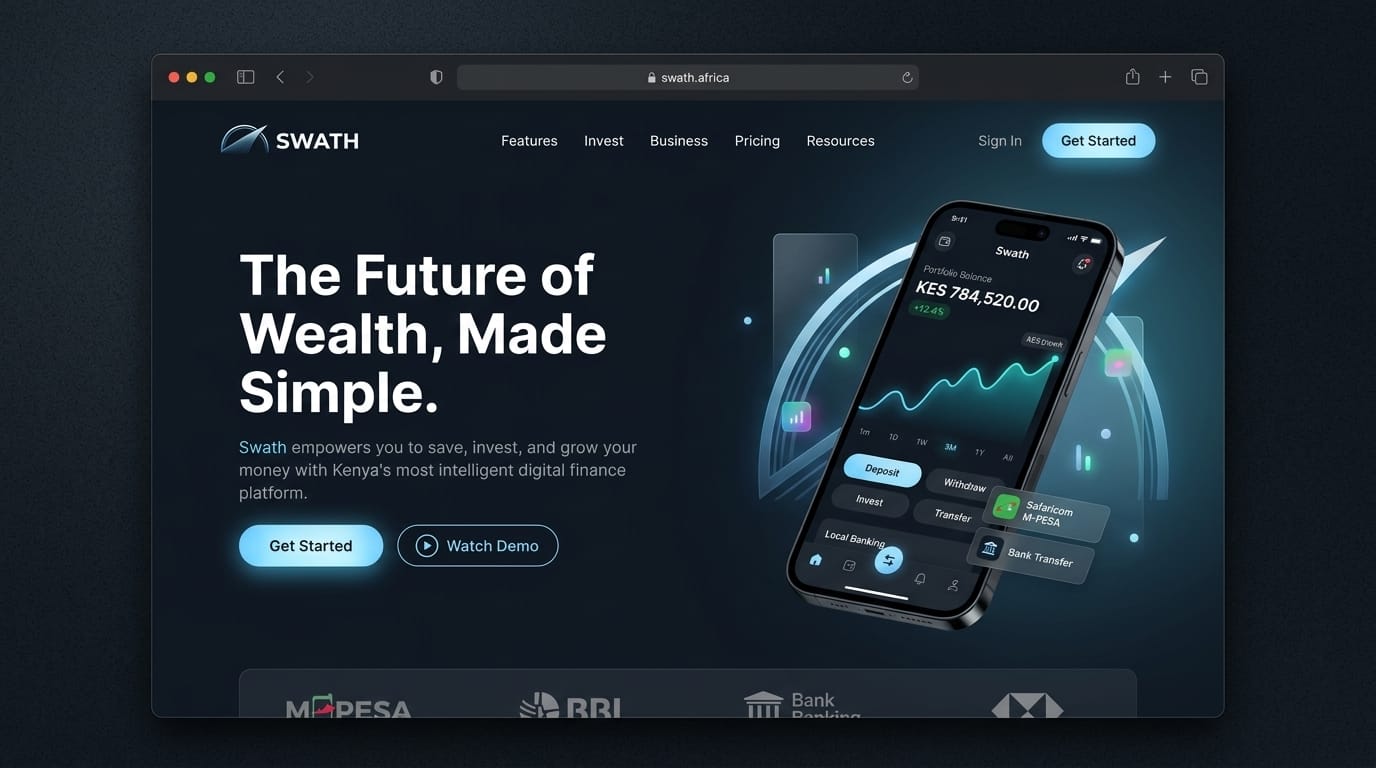 swath.africa
SWATH
Features
Invest
Business
Pricing
Resources
Sign In
Get Started
The Future of
Wealth, Made
Simple.
Swath empowers you to save, invest, and grow your
money with Kenya's most intelligent digital finance
platform.
Get Started
Watch Demo
Swath
Portfolio Balance
KES 784,520.00
1m
1D
1W
3M
1Y
All
Deposit
Withdraw
Invest
Transfer
Local Banking
Safaricom
M-PESA
Bank Transfer
M-PESA
Bank
Banking